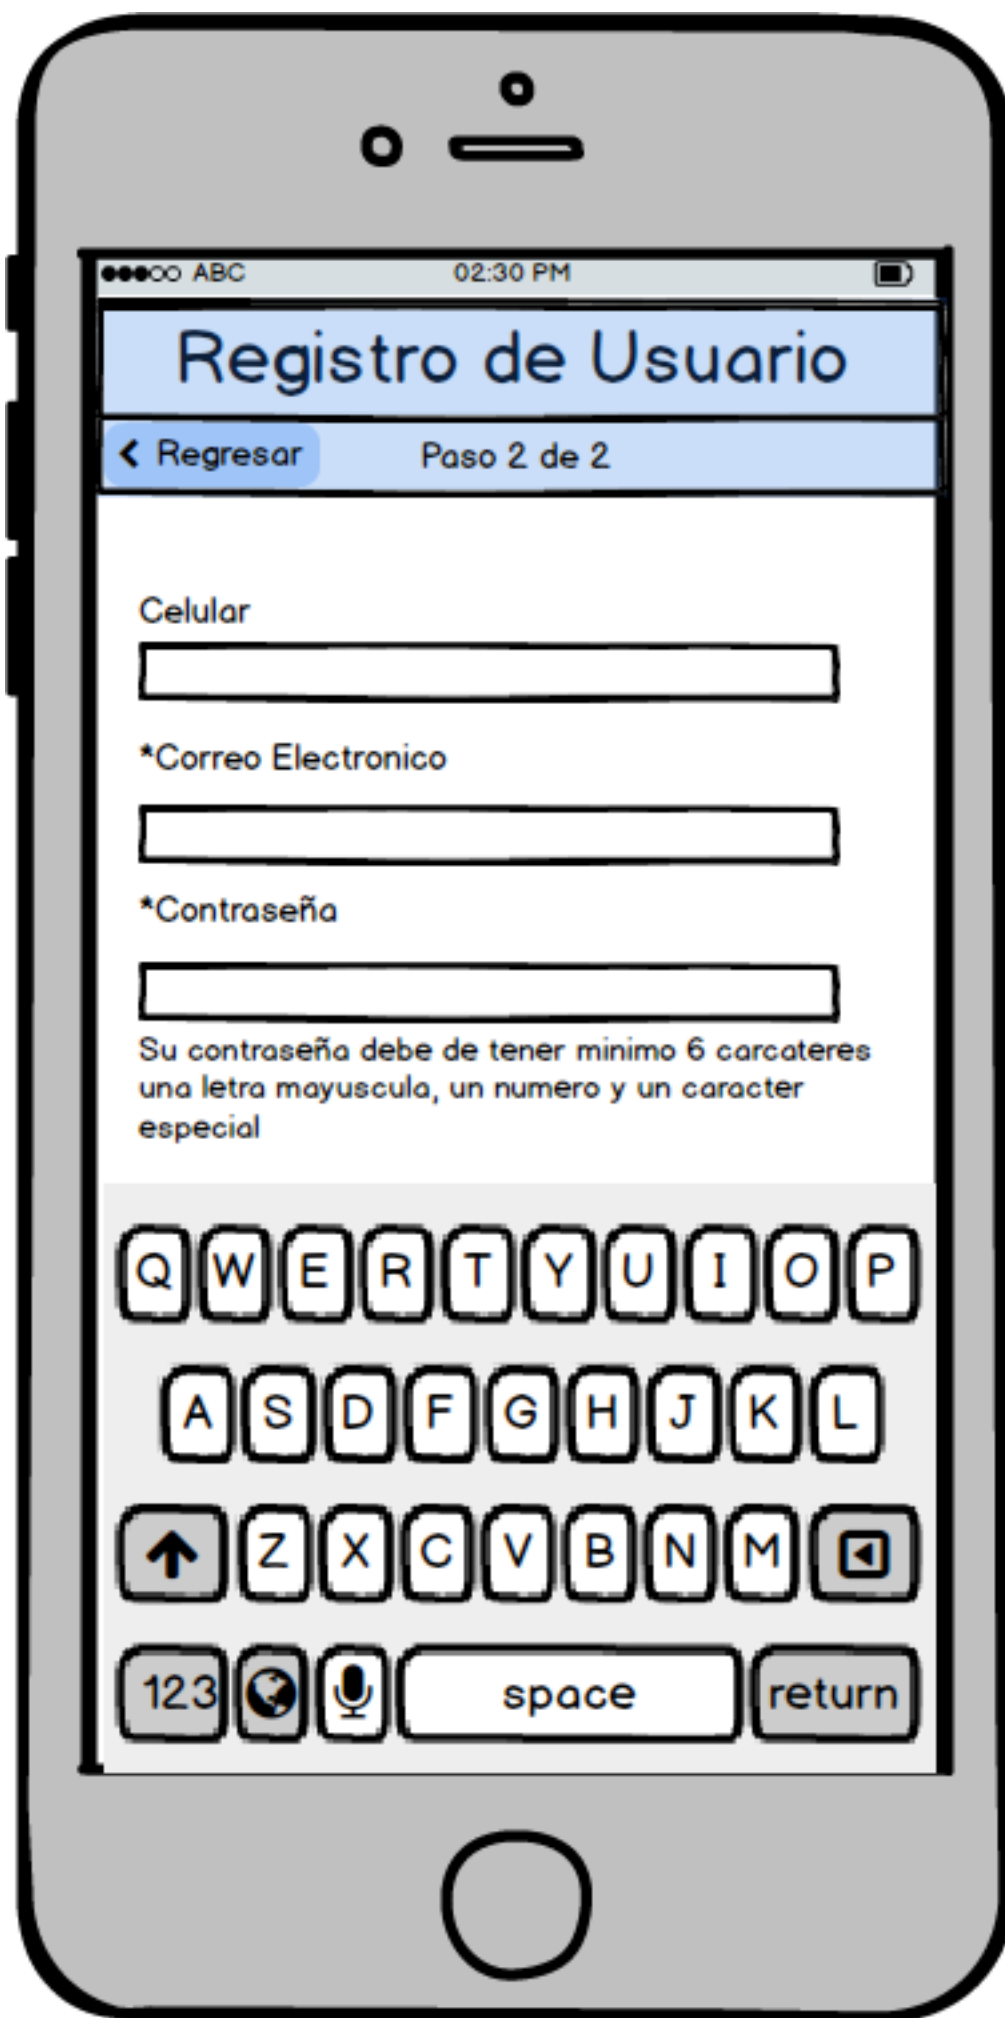 ABC 02:30 PM
Registro de Usuario
Regresar Paso 2 de 2
Celular
*Correo Electronico
*Contraseña
Su contraseña debe de tener minimo 6 carcateres
una letra mayuscula, un numero y un caracter
especial
Q W E R T Y U I O P
A S D F G H J K L
Z X C V B N M
123 space return